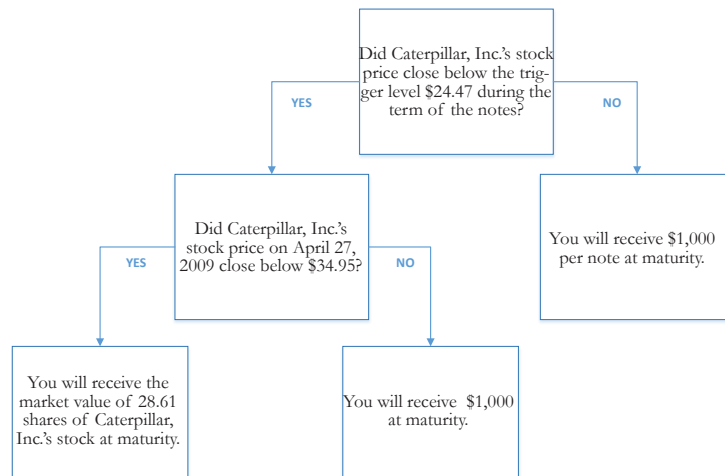 Did Caterpillar, Inc.'s stock
price close below the trig-
ger level $24.47 during the
term of the notes?
YES
NO
Did Caterpillar, Inc.'s
stock price on April 27,
2009 close below $34.95?
You will receive $1,000
per note at maturity.
YES
NO
You will receive the
market value of 28.61
shares of Caterpillar,
Inc.'s stock at maturity.
You will receive $1,000
at maturity.